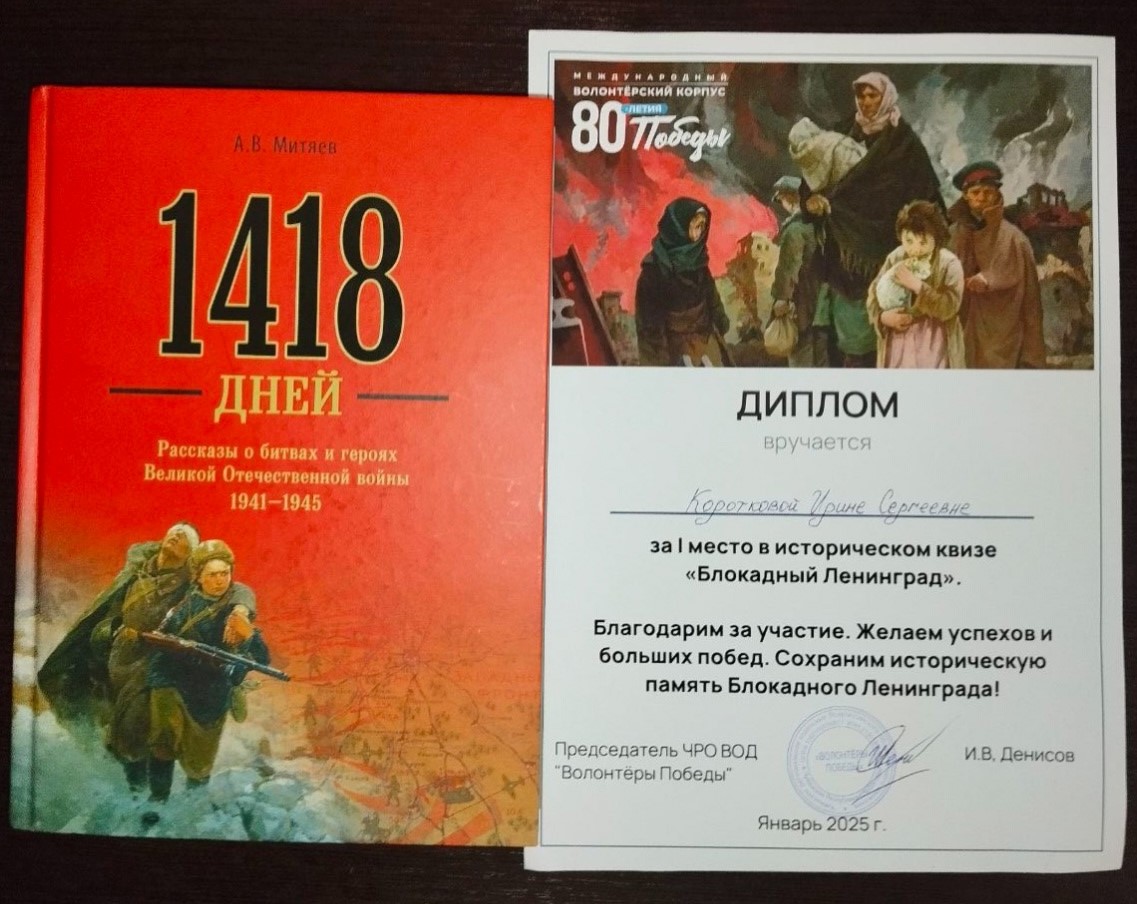 А.В. Митяев
1418
ДНЕЙ
Рассказы о битвах и героях
Великой Отечественной войны
1941–1945
МЕЖДУНАРОДНЫЙ
ВОЛОНТЁРСКИЙ КОРПУС
80-ЛЕТИЯ
Победы
ДИПЛОМ
вручается
Коротковой Ирине Сергеевне
за I место в историческом квизе
«Блокадный Ленинград».
Благодарим за участие. Желаем успехов и
больших побед. Сохраним историческую
память Блокадного Ленинграда!
Председатель ЧРО ВОД
"Волонтёры Победы"
«ВОЛОНТЁРЫ
ПОБЕДЫ»
И.В. Денисов
Январь 2025 г.